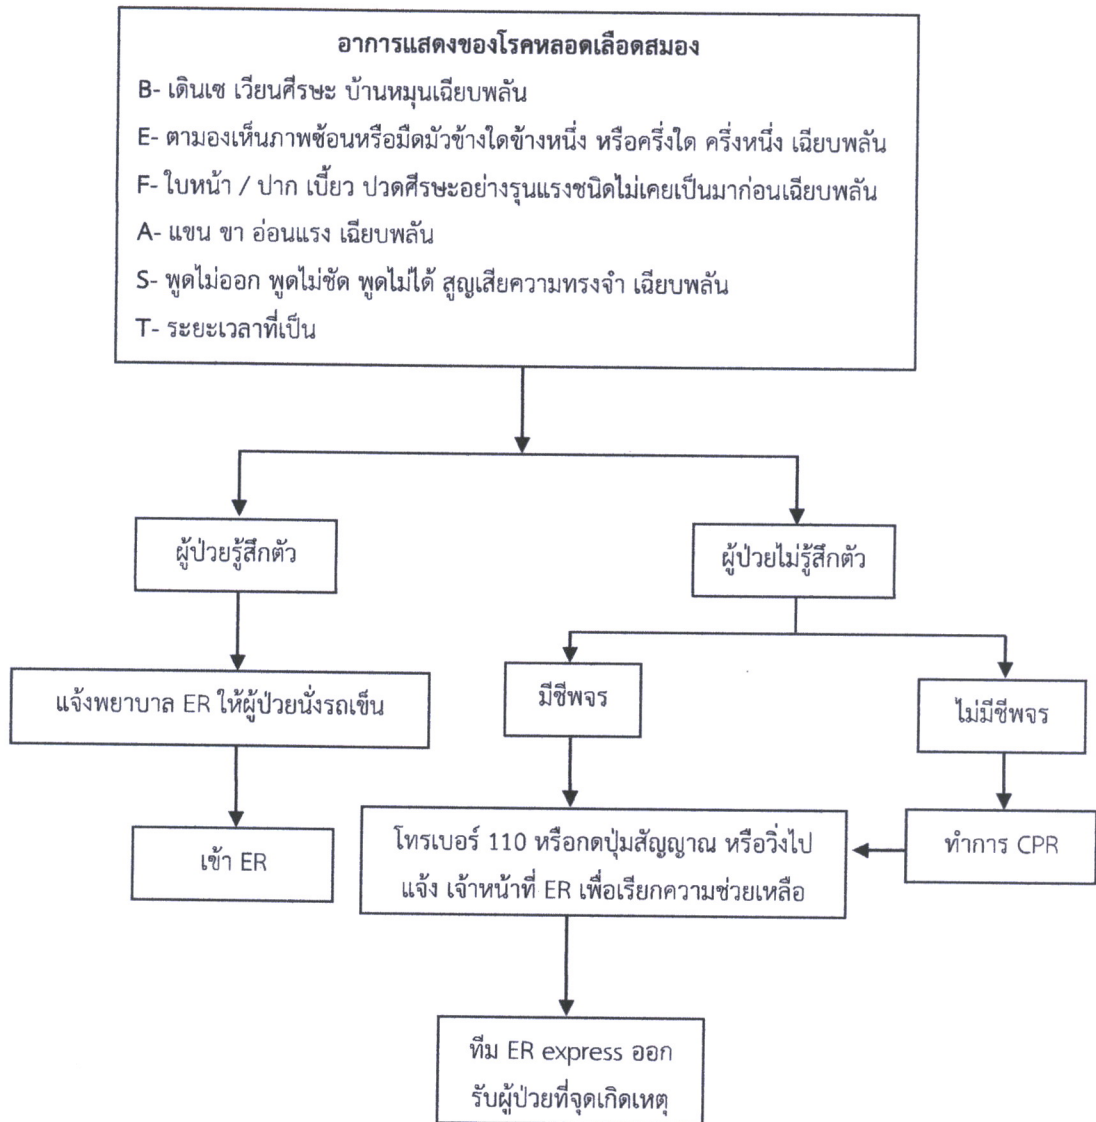 อาการแสดงของโรคหลอดเลือดสมอง
B- เดินเซ เวียนศีรษะ บ้านหมุนเฉียบพลัน
E- ตามองเห็นภาพซ้อนหรือมืดมัวข้างใดข้างหนึ่ง หรือครึ่งใด ครึ่งหนึ่ง เฉียบพลัน
F- ใบหน้า / ปาก เบี้ยว ปวดศีรษะอย่างรุนแรงชนิดไม่เคยเป็นมาก่อนเฉียบพลัน
A- แขน ขา อ่อนแรง เฉียบพลัน
S- พูดไม่ออก พูดไม่ชัด พูดไม่ได้ สูญเสียความทรงจำ เฉียบพลัน
T- ระยะเวลาที่เป็น
ผู้ป่วยรู้สึกตัว
ผู้ป่วยไม่รู้สึกตัว
แจ้งพยาบาล ER ให้ผู้ป่วยนั่งรถเข็น
มีชีพจร
ไม่มีชีพจร
เข้า ER
โทรเบอร์ 110 หรือกดปุ่มสัญญาณ หรือวิ่งไป
แจ้ง เจ้าหน้าที่ ER เพื่อเรียกความช่วยเหลือ
ทำการ CPR
ทีม ER express ออก
รับผู้ป่วยที่จุดเกิดเหตุ